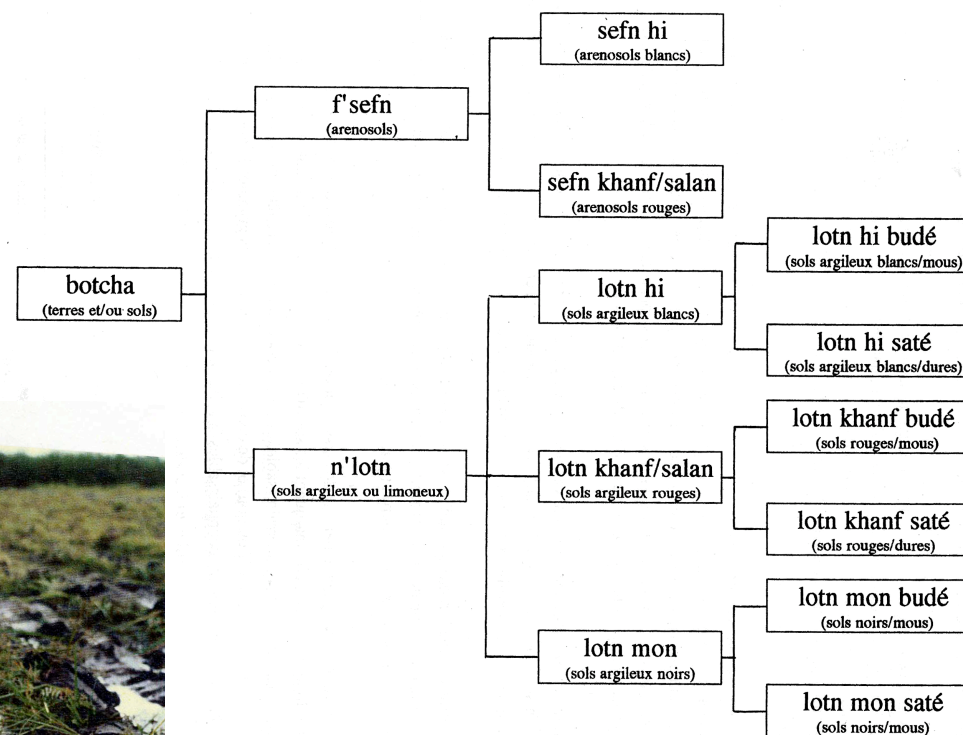 botcha
(terres et/ou sols)
f'sefn
(arenosols)
sefn hi
(arenosols blancs)
sefn khanf/salan
(arenosols rouges)
n'lotn
(sols argileux ou limoneux)
lotn hi
(sols argileux blancs)
lotn hi budé
(sols argileux blancs/mous)
lotn hi saté
(sols argileux blancs/dures)
lotn khanf/salan
(sols argileux rouges)
lotn khanf budé
(sols rouges/mous)
lotn khanf saté
(sols rouges/dures)
lotn mon
(sols argileux noirs)
lotn mon budé
(sols noirs/mous)
lotn mon saté
(sols noirs/mous)